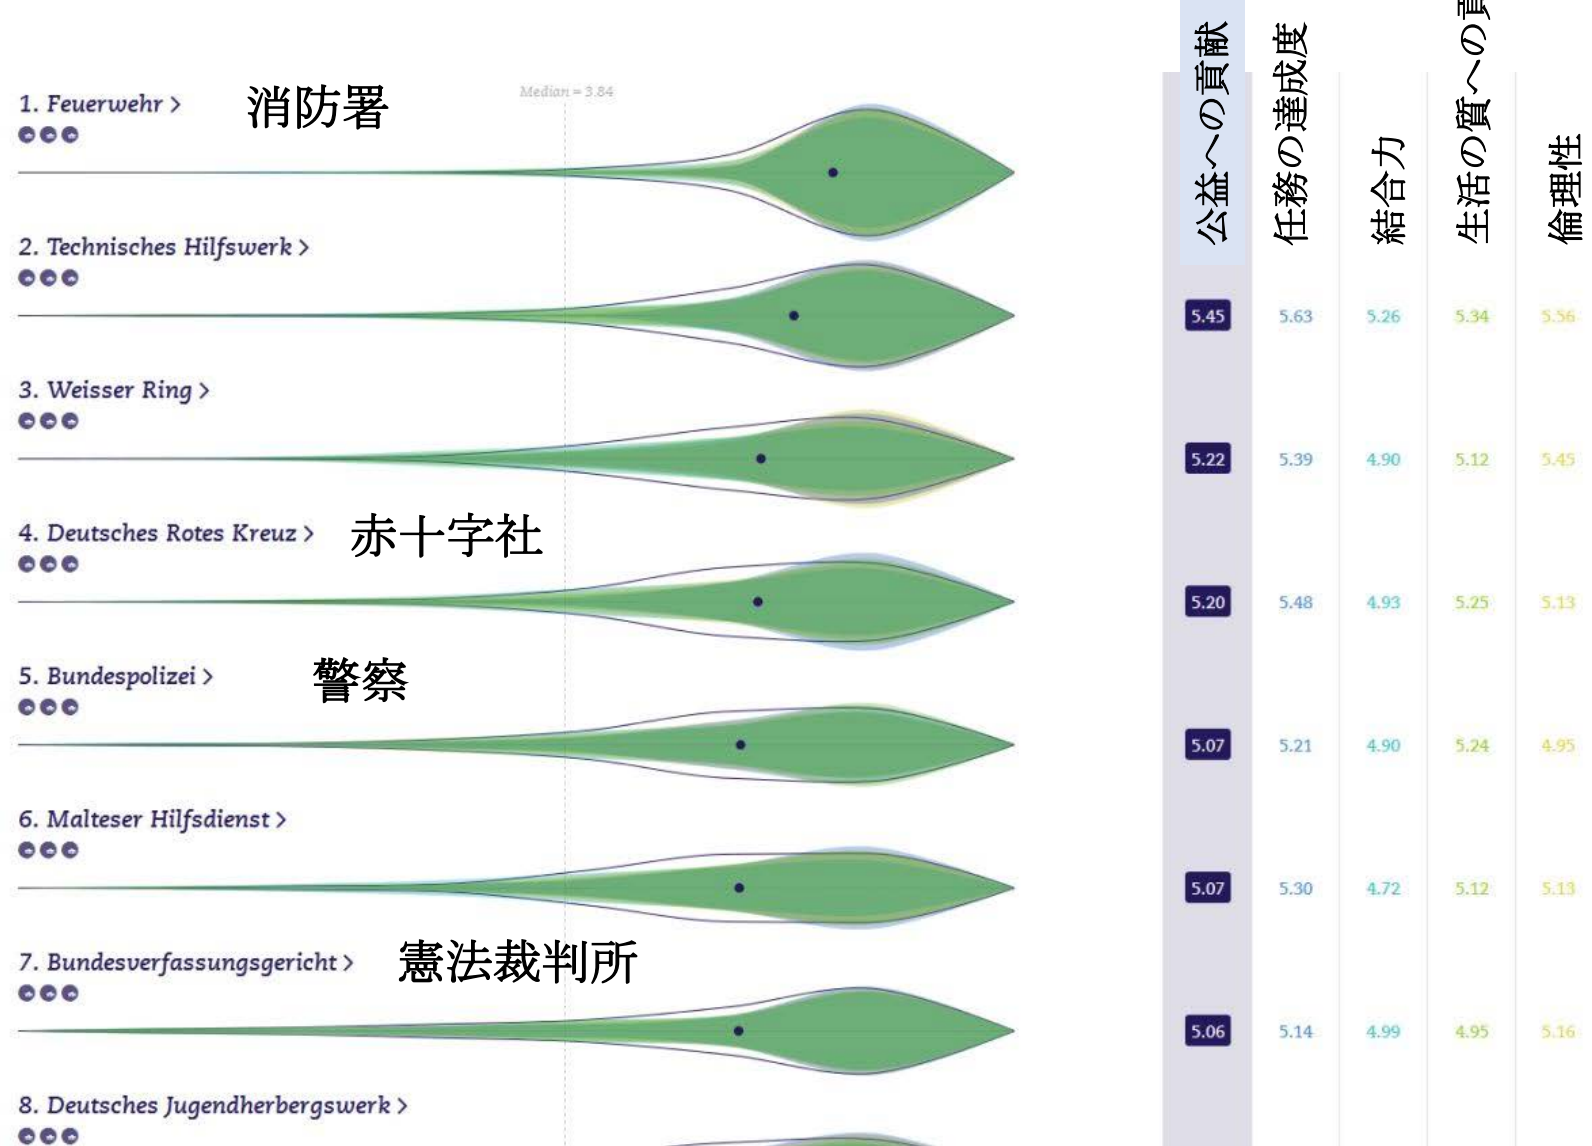 公益への貢献
任務の達成度
結合力
生活の質への
倫理性
Median = 3.84
1. Feuerwehr > 消防署
2. Technisches Hilfswerk >
5.45 5.63 5.26 5.34 5.56
3. Weisser Ring >
5.22 5.39 4.90 5.12 5.45
4. Deutsches Rotes Kreuz > 赤十字社
5.20 5.48 4.93 5.25 5.13
5. Bundespolizei > 警察
5.07 5.21 4.90 5.24 4.95
6. Malteser Hilfsdienst >
5.07 5.30 4.72 5.12 5.13
7. Bundesverfassungsgericht > 憲法裁判所
5.06 5.14 4.99 4.95 5.16
8. Deutsches Jugendherbergswerk >